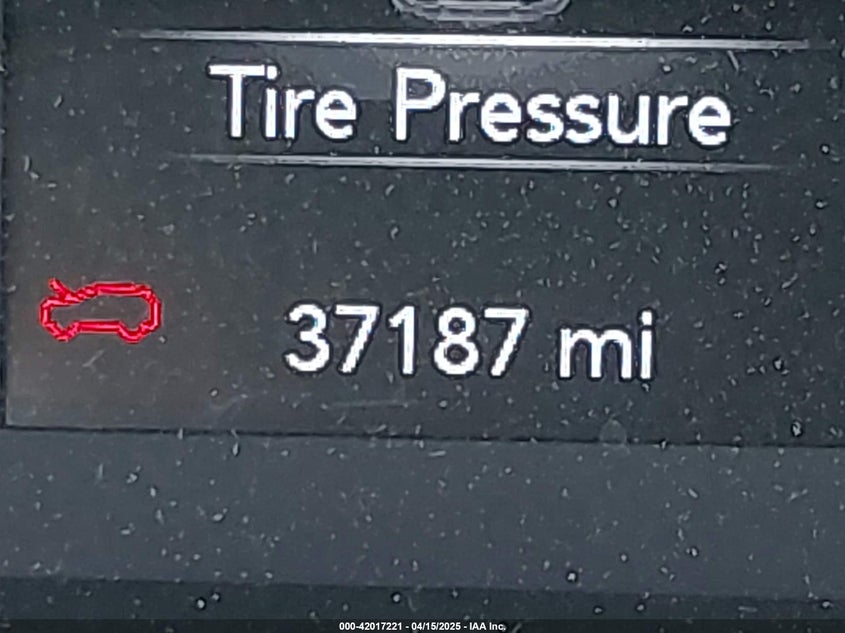 Tire Pressure
37187 mi
000-42017221 - 04/15/2025 - IAA Inc.